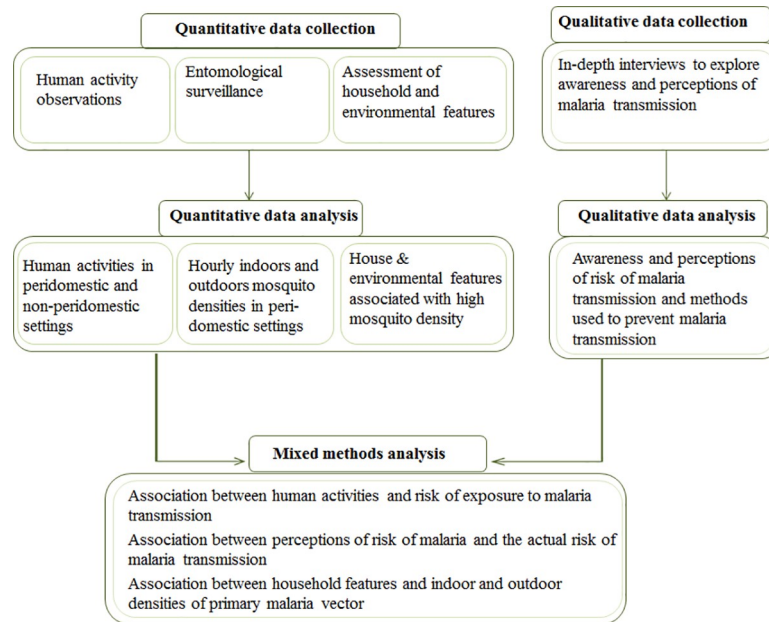 Quantitative data collection
Human activity
observations
Entomological
surveillance
Assessment of
household and
environmental features
Qualitative data collection
In-depth interviews to explore
awareness and perceptions of
malaria transmission
Quantitative data analysis
Human activities in
peridomestic and
non-peridomestic
settings
Hourly indoors and
outdoors mosquito
densities in peri-
domestic settings
House &
environmental features
associated with high
mosquito density
Qualitative data analysis
Awareness and perceptions
of risk of malaria
transmission and methods
used to prevent malaria
transmission
Mixed methods analysis
Association between human activities and risk of exposure to malaria
transmission
Association between perceptions of risk of malaria and the actual risk of
malaria transmission
Association between household features and indoor and outdoor
densities of primary malaria vector